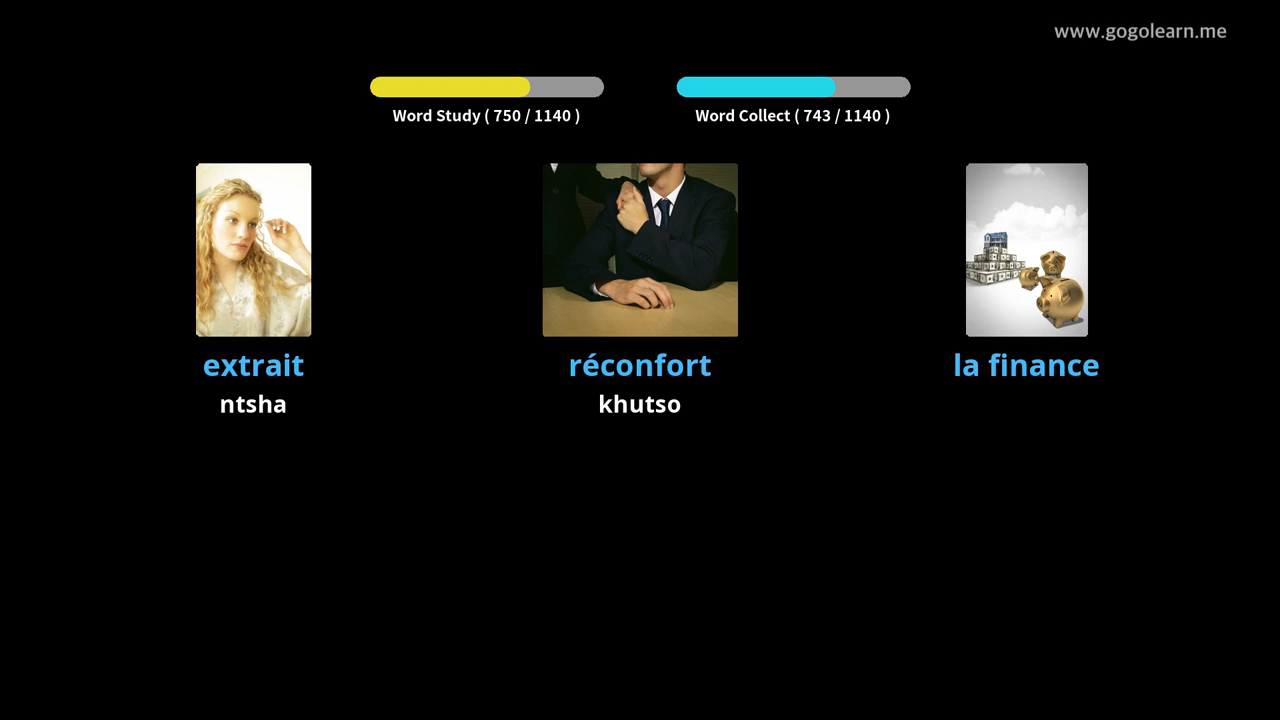 www.gogolearn.me
Word Study ( 750 / 1140 )
Word Collect ( 743 / 1140 )
extrait
ntsha
réconfort
khutso
la finance